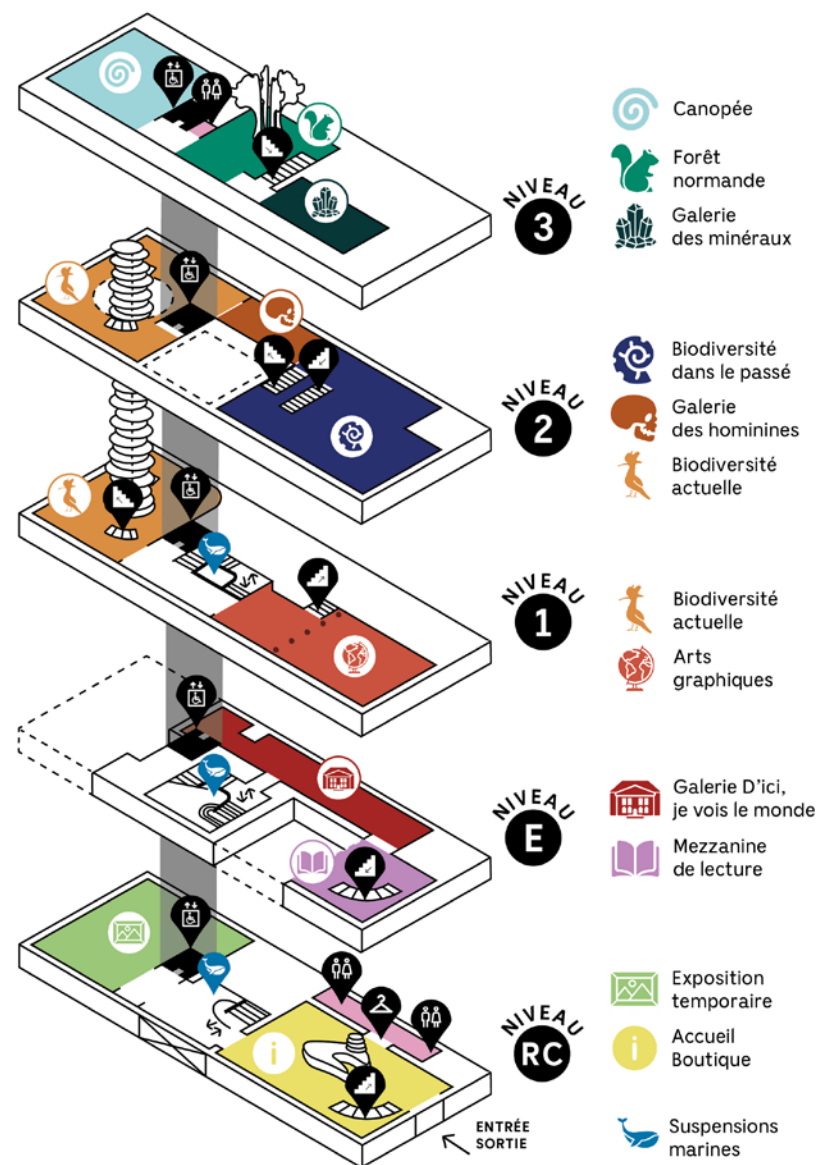 Canopée
Forêt
normande
Galerie
des minéraux
NIVEAU
3
Biodiversité
dans le passé
Galerie
des hominines
Biodiversité
actuelle
NIVEAU
2
Biodiversité
actuelle
Arts
graphiques
NIVEAU
1
Galerie D'ici,
je vois le monde
Mezzanine
de lecture
NIVEAU
E
Exposition
temporaire
i
Accueil
Boutique
i
NIVEAU
RC
ENTRÉE
SORTIE
Suspensions
marines